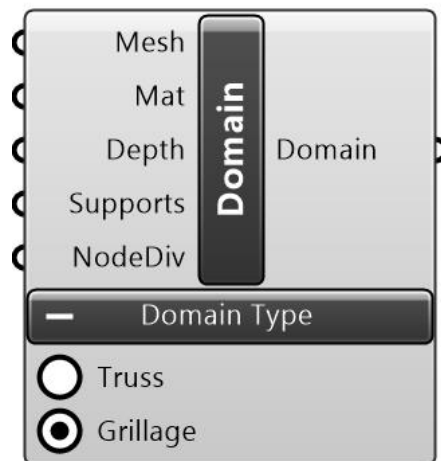 Mesh
Mat
Depth
Supports
NodeDiv
Domain
Domain
Domain Type
Truss
Grillage